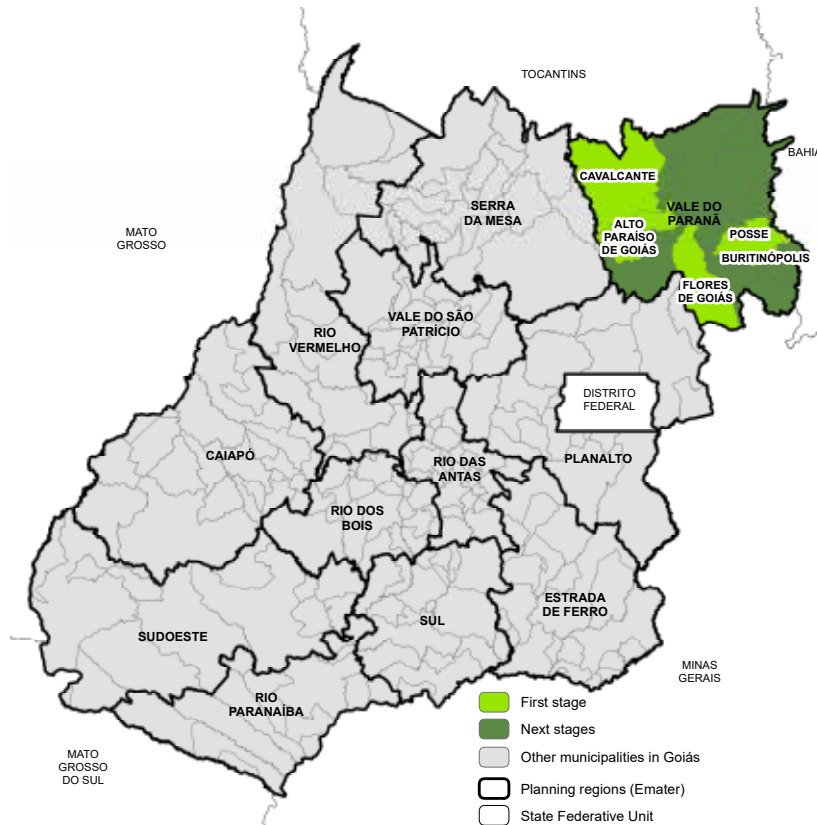 TOCANTINS
BAHIA
CAVALCANTE
SERRA
DA MESA
VALE DO
PARANÃ
MATO
GROSSO
ALTO
PARAÍSO
DE GOIÁS
POSSE
BURITINÓPOLIS
FLORES
DE GOIÁS
VALE DO SÃO
PATRÍCIO
RIO
VERMELHO
DISTRITO
FEDERAL
CAIAPÓ
RIO DAS
ANTAS
PLANALTO
RIO DOS
BOIS
ESTRADA
DE FERRO
SUL
SUDOESTE
MINAS
GERAIS
RIO
PARANAÍBA
MATO
GROSSO
DO SUL
First stage
Next stages
Other municipalities in Goiás
Planning regions (Emater)
State Federative Unit